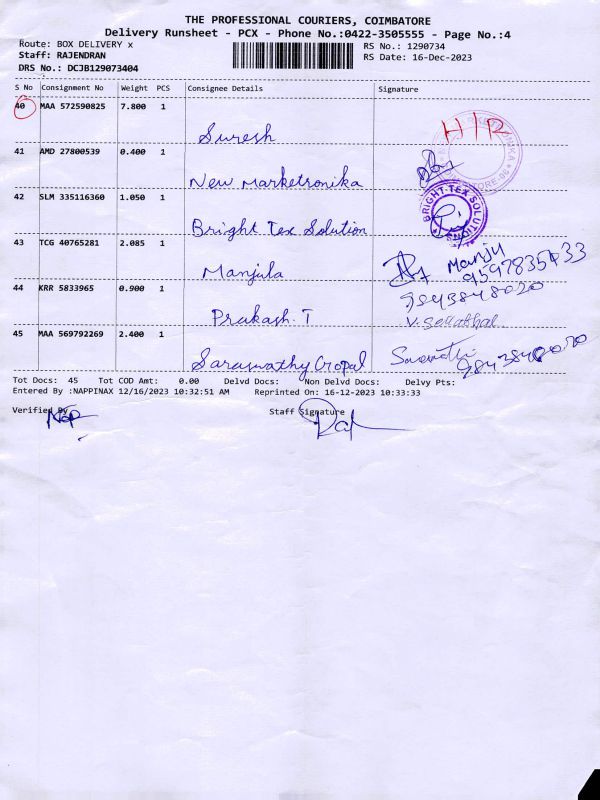 THE PROFESSIONAL COURIERS, COIMBATORE
Delivery Runsheet - PCX - Phone No.:0422-3505555 - Page No.:4
Route: BOX DELIVERY x
RS No.: 1290734
Staff: RAJENDRAN
RS Date: 16-Dec-2023
DRS No.: DCJB129073404
S No Consignment No Weight PCS Consignee Details Signature
40 MAA 572590825 7.800 1
Suresh H/R
41 AMD 27800539 0.400 1
New Marketronika
42 SLM 335116360 1.050 1
BRIGHT TEX SOLUTIONS
Bright Tex Solution
43 TCG 40765281 2.085 1
Manjula Manju
9597835433
44 KRR 5833965 0.900 1
9843848020
Prakash.T V. Sellathal
45 MAA 569792269 2.400 1
Saraswathy Gopal
Tot Docs: 45 Tot COD Amt: 0.00 Delvd Docs: Non Delvd Docs: Delvy Pts:
Entered By :NAPPINAX 12/16/2023 10:32:51 AM Reprinted On: 16-12-2023 10:33:33
Verified By
Staff Signature